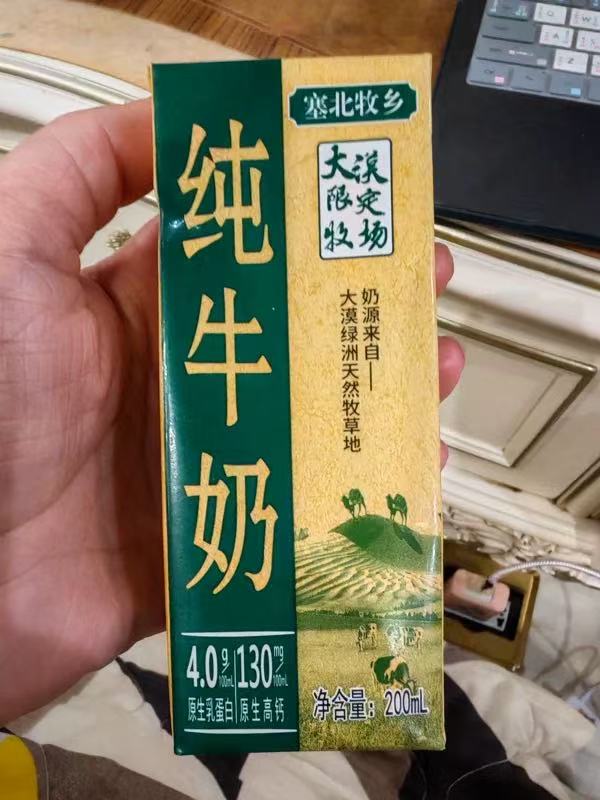 塞北牧乡
大漠
限定
牧场
纯牛奶
奶源来自——
大漠绿洲天然牧草地
4.0g/100mL
原生乳蛋白
130mg/100mL
原生高钙
净含量：200mL